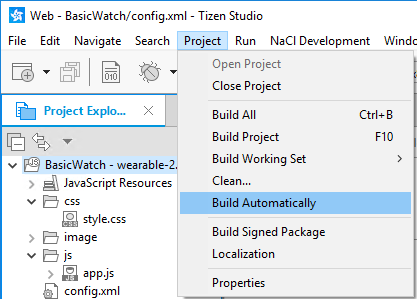 Web - BasicWatch/config.xml - Tizen Studio
File Edit Navigate Search Project Run NaCl Development Windo
Open Project
Close Project
Build All Ctrl+B
Build Project F10
Build Working Set
Clean...
Build Automatically
Build Signed Package
Localization
Properties
010
Project Explo...
BasicWatch - wearable-2.
JavaScript Resources
css
style.css
image
js
app.js
config.xml